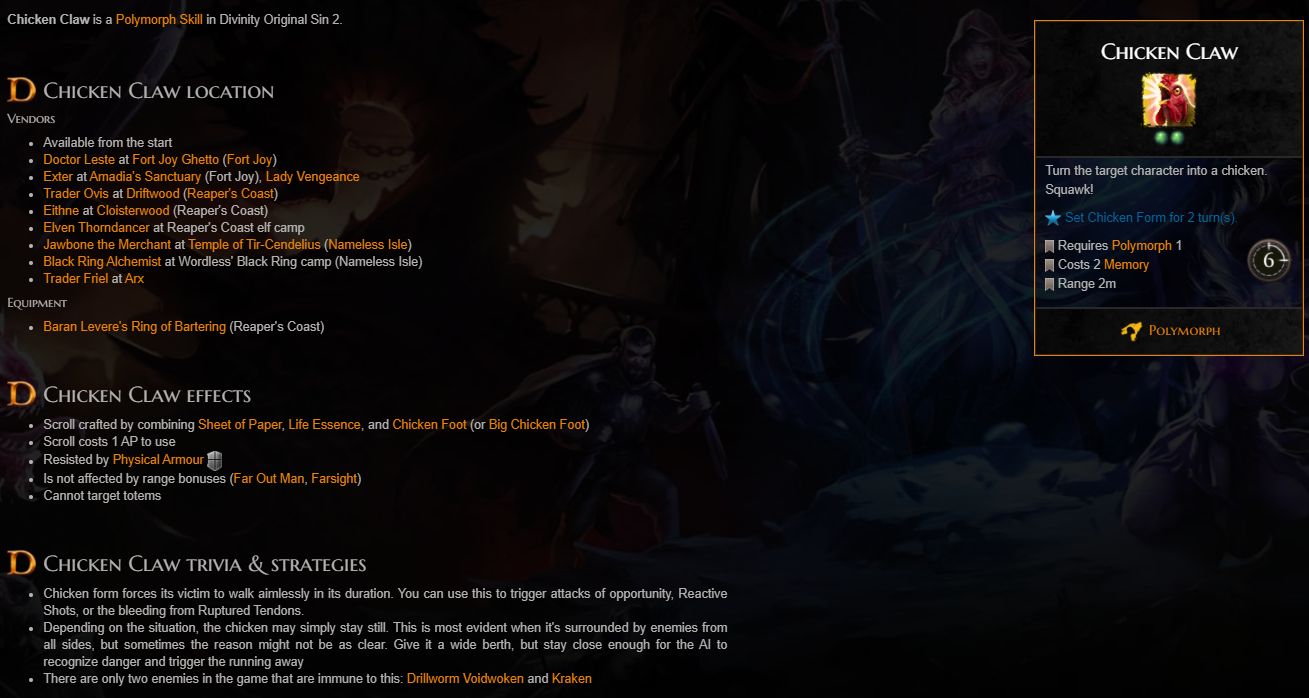 Chicken Claw is a Polymorph Skill in Divinity Original Sin 2.
Chicken Claw location
Vendors
Available from the start
Doctor Leste at Fort Joy Ghetto (Fort Joy)
Exter at Amadia's Sanctuary (Fort Joy), Lady Vengeance
Trader Ovis at Driftwood (Reaper's Coast)
Eithne at Cloisterwood (Reaper's Coast)
Elven Thorndancer at Reaper's Coast elf camp
Jawbone the Merchant at Temple of Tir-Cendelius (Nameless Isle)
Black Ring Alchemist at Wordless' Black Ring camp (Nameless Isle)
Trader Friel at Arx
Equipment
Baran Levere's Ring of Bartering (Reaper's Coast)
Chicken Claw effects
Scroll crafted by combining Sheet of Paper, Life Essence, and Chicken Foot (or Big Chicken Foot)
Scroll costs 1 AP to use
Resisted by Physical Armour
Is not affected by range bonuses (Far Out Man, Farsight)
Cannot target totems
Chicken Claw trivia & strategies
Chicken form forces its victim to walk aimlessly in its duration. You can use this to trigger attacks of opportunity, Reactive
Shots, or the bleeding from Ruptured Tendons.
Depending on the situation, the chicken may simply stay still. This is most evident when it's surrounded by enemies from
all sides, but sometimes the reason might not be as clear. Give it a wide berth, but stay close enough for the AI to
recognize danger and trigger the running away
There are only two enemies in the game that are immune to this: Drillworm Voidwoken and Kraken
Chicken Claw
Turn the target character into a chicken.
Squawk!
Set Chicken Form for 2 turn(s).
Requires Polymorph 1
Costs 2 Memory
Range 2m
6
Polymorph